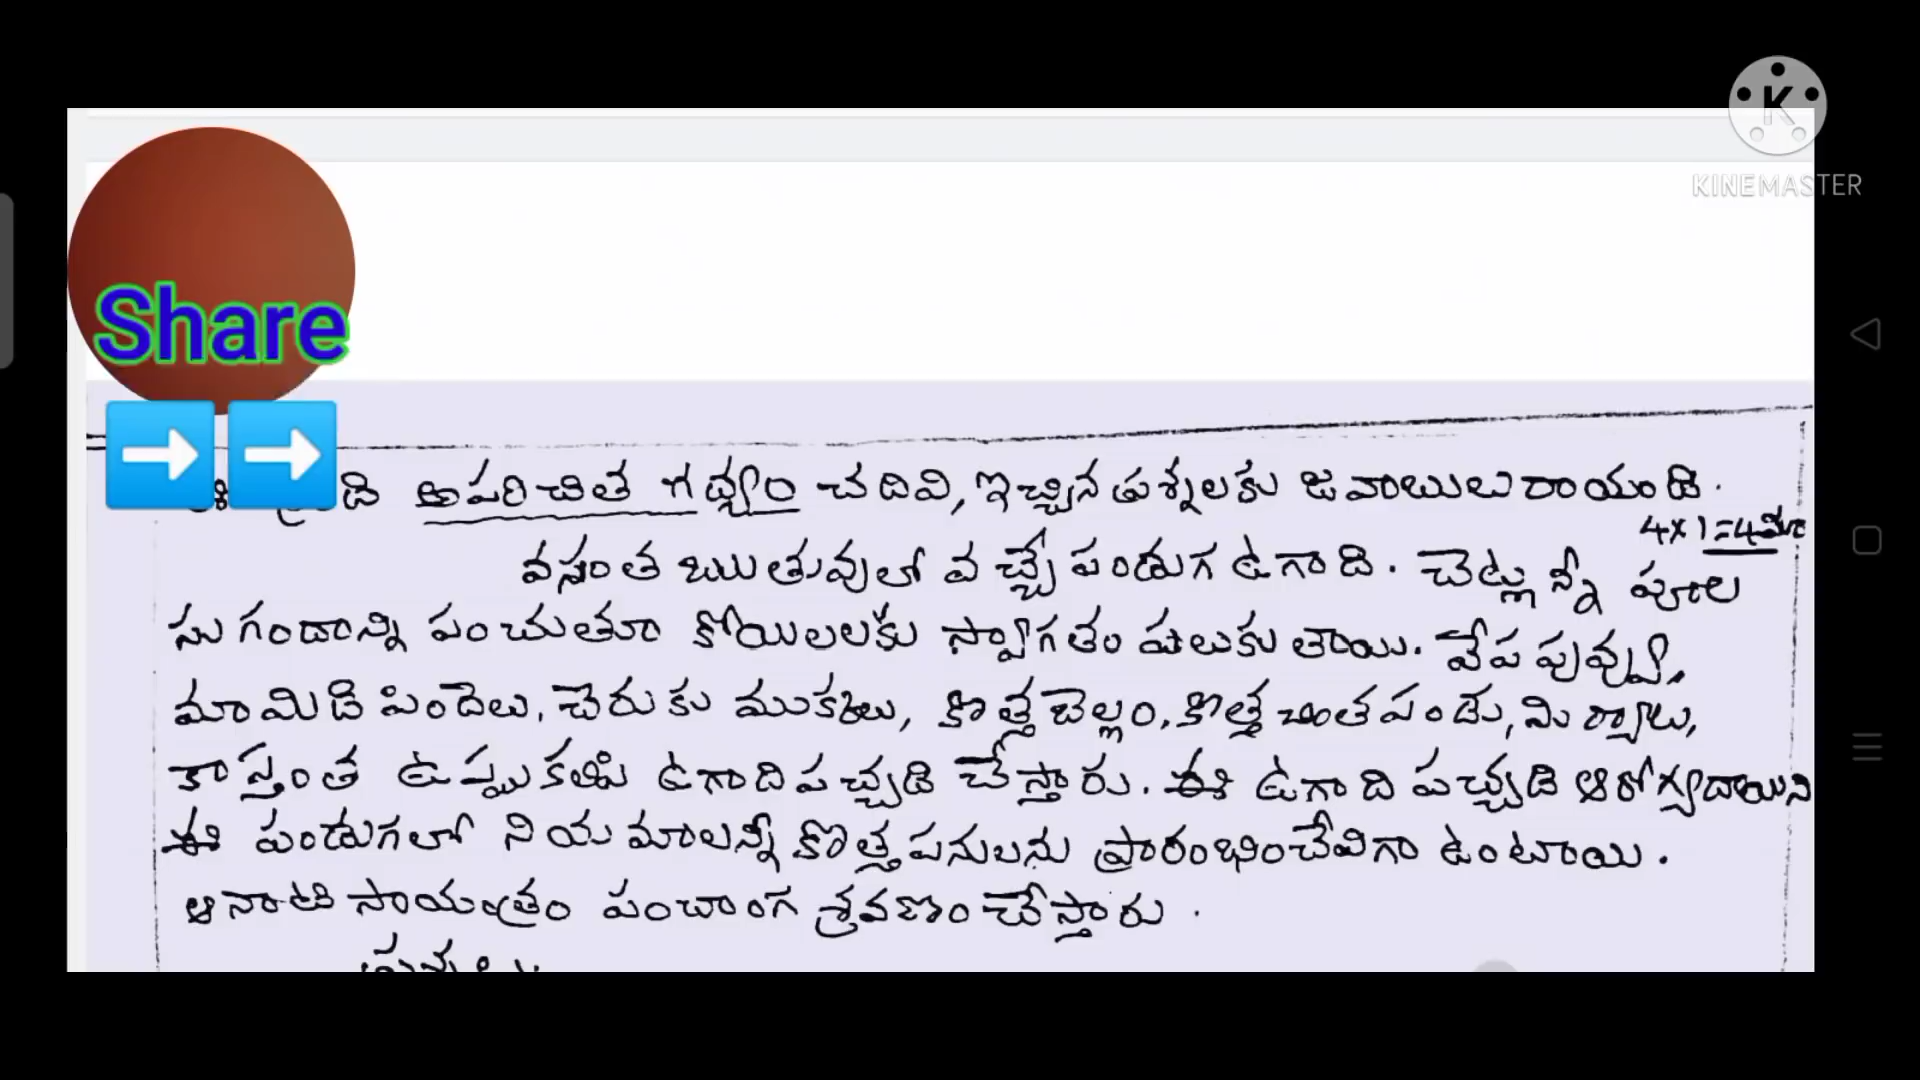 KINEMASTER
Share
డి అపరిచిత గద్యం చదివి, ఇచ్చిన ప్రశ్నలకు జవాబులు రాయండి.
4x1=4మా
వసంత ఋతువులో వచ్చే పండుగ ఉగాది. చెట్లన్నీ పూల
సుగంధాన్ని పంచుతూ కోయిలలకు స్వాగతం పలుకుతాయి. వేప పువ్వు,
మామిడి పిందెలు, చెరుకు ముక్కలు, కొత్త బెల్లం, కొత్త చింతపండు, మిర్చాలు,
కాస్తంత ఉప్పు కలిపి ఉగాది పచ్చడి చేస్తారు. ఈ ఉగాది పచ్చడి ఆరోగ్యదాయిని
ఈ పండుగలో నియమాలన్నీ కొత్త పనులను ప్రారంభించేవిగా ఉంటాయి.
ఆనాటి సాయంత్రం పంచాంగ శ్రవణం చేస్తారు.